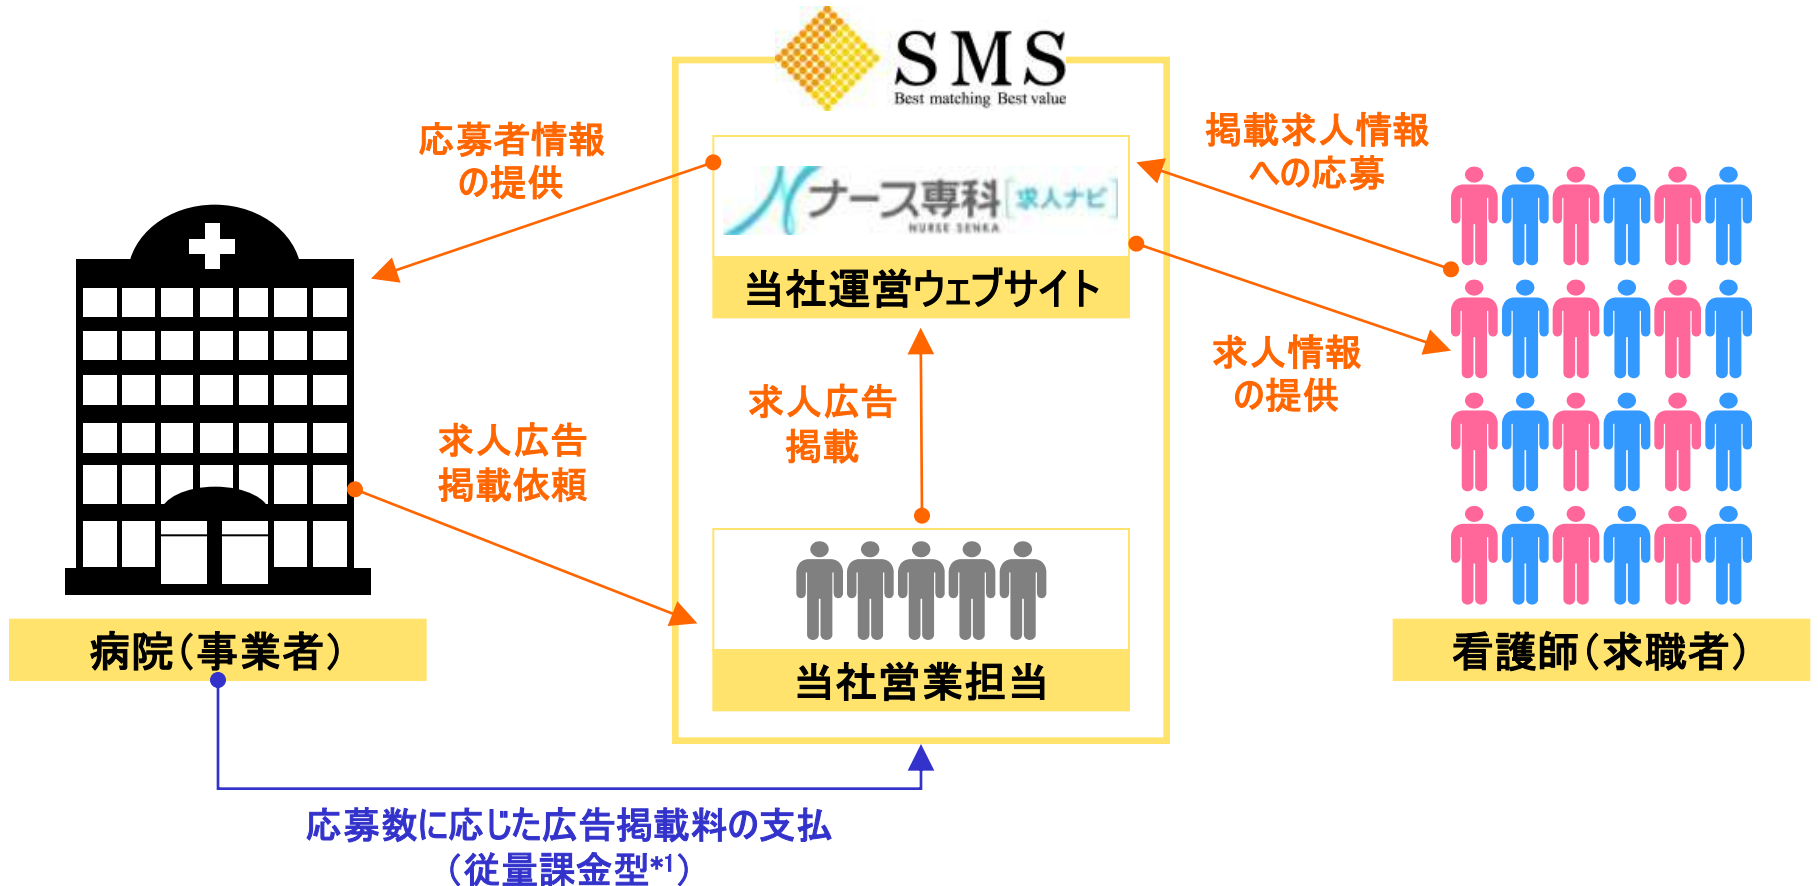 SMS
Best matching Best value
応募者情報
の提供
掲載求人情報
への応募
ナース専科[求人ナビ]
NURSE SENKA
当社運営ウェブサイト
求人情報
の提供
求人広告
掲載
求人広告
掲載依頼
病院(事業者)
当社営業担当
看護師(求職者)
応募数に応じた広告掲載料の支払
(従量課金型*1)